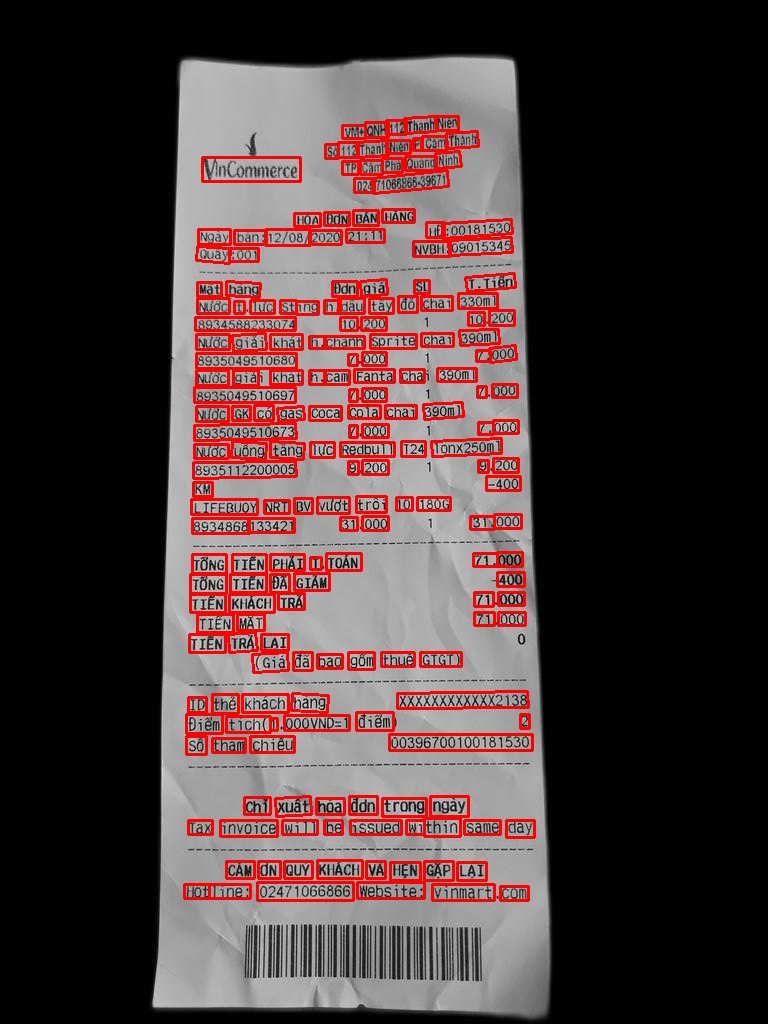 VinCommerce
VM+ QNH 112 Thanh Niên
Số 112 Thanh Niên P. Cẩm Thành
TP. Cẩm Phả Quảng Ninh
024 71066866-39671
HÓA ĐƠN BÁN HÀNG
Ngày bán:12/08/2020 21:11 HĐ:00181530
Quầy:001 NVBH:09015345
Mặt hàng Đơn giá SL T.Tiền
Nước t.lực Sting h.dâu tây đỏ chai 330ml
8934588233074 10.200 1 10.200
Nước giải khát h.chanh Sprite chai 390ml
8935049510680 7.000 1 7.000
Nước giải khát h.cam Fanta chai 390ml
8935049510697 7.000 1 7.000
Nước GK có gas Coca Cola chai 390ml
8935049510673 7.000 1 7.000
Nước uống tăng lực Redbull T24 lonx250ml
8935112200005 9.200 1 9.200
KM -400
LIFEBUOY NRT BV vượt trội 10 180G
8934868133421 31.000 1 31.000
TỔNG TIỀN PHẢI T.TOÁN 71.000
TỔNG TIỀN ĐÃ GIẢM -400
TIỀN KHÁCH TRẢ 71.000
TIỀN MẶT 71.000
TIỀN TRẢ LẠI 0
(Giá đã bao gồm thuế GTGT)
ID thẻ khách hàng XXXXXXXXXXXX2138
Điểm tích(1.000VND=1 điểm) 2
Số tham chiếu 00396700100181530
Chỉ xuất hóa đơn trong ngày
Tax invoice will be issued within same day
CẢM ƠN QUÝ KHÁCH VÀ HẸN GẶP LẠI
Hotline: 02471066866 Website: vinmart.com